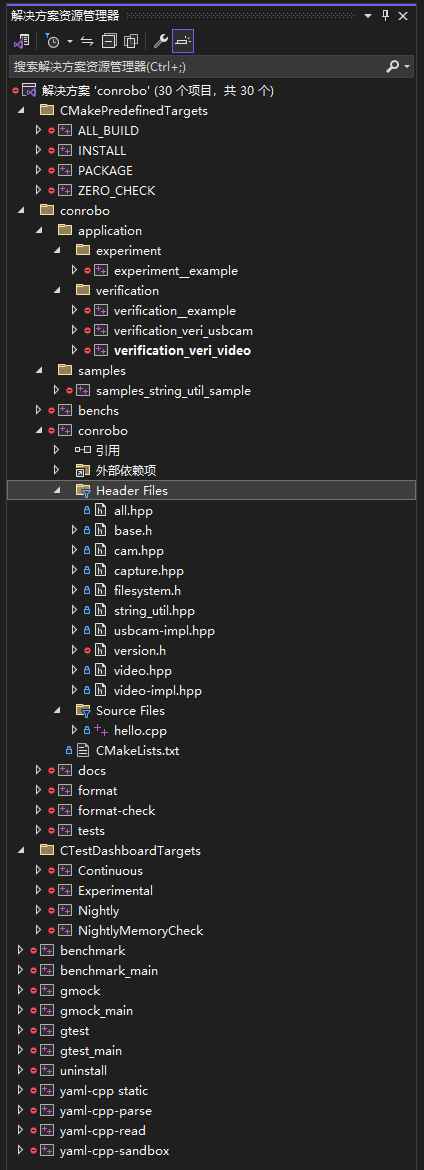 解决方案资源管理器
搜索解决方案资源管理器(Ctrl+;)
解决方案 'conrobo' (30 个项目，共 30 个)
CMakePredefinedTargets
ALL_BUILD
INSTALL
PACKAGE
ZERO_CHECK
conrobo
application
experiment
experiment__example
verification
verification__example
verification_veri_usbcam
verification_veri_video
samples
samples_string_util_sample
benchs
conrobo
引用
外部依赖项
Header Files
all.hpp
base.h
cam.hpp
capture.hpp
filesystem.h
string_util.hpp
usbcam-impl.hpp
version.h
video.hpp
video-impl.hpp
Source Files
hello.cpp
CMakeLists.txt
docs
format
format-check
tests
CTestDashboardTargets
Continuous
Experimental
Nightly
NightlyMemoryCheck
benchmark
benchmark_main
gmock
gmock_main
gtest
gtest_main
uninstall
yaml-cpp static
yaml-cpp-parse
yaml-cpp-read
yaml-cpp-sandbox